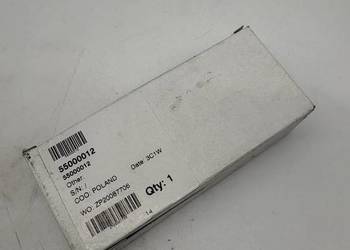 55000012
55000012
Other:
S/N: /
COO: POLAND Date: 3C1W
WO: ZP20087706 Qty: 1
14